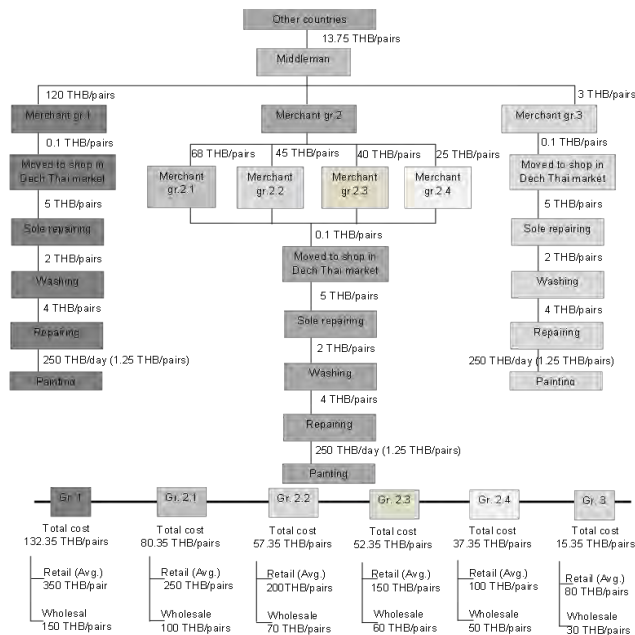 Other countries
13.75 THB/pairs
Middleman
120 THB/pairs
3 THB/pairs
Merchant gr.1
Merchant gr.2
Merchant gr.3
0.1 THB/pairs
0.1 THB/pairs
68 THB/pairs
45 THB/pairs
40 THB/pairs
25 THB/pairs
Moved to shop in
Dech Thai market
Merchant
gr.2.1
Merchant
gr.2.2
Merchant
gr.2.3
Merchant
gr.2.4
Moved to shop in
Dech Thai market
5 THB/pairs
5 THB/pairs
0.1 THB/pairs
Sole repairing
Moved to shop in
Dech Thai market
Sole repairing
2 THB/pairs
2 THB/pairs
Washing
5 THB/pairs
Washing
4 THB/pairs
Sole repairing
4 THB/pairs
Repairing
2 THB/pairs
Repairing
250 THB/day (1.25 THB/pairs)
250 THB/day (1.25 THB/pairs)
Painting
Washing
Painting
4 THB/pairs
Repairing
250 THB/day (1.25 THB/pairs)
Painting
Gr. 1
Gr. 2.1
Gr. 2.2
Gr. 2.3
Gr. 2.4
Gr. 3
Total cost
132.35 THB/pairs
Total cost
80.35 THB/pairs
Total cost
57.35 THB/pairs
Total cost
52.35 THB/pairs
Total cost
37.35 THB/pairs
Total cost
15.35 THB/pairs
Retail (Avg.)
350 THB/pair
Retail (Avg.)
250 THB/pairs
Retail (Avg.)
200THB/pairs
Retail (Avg.)
150 THB/pairs
Retail (Avg.)
100 THB/pairs
Retail (Avg.)
80 THB/pairs
Wholesal
150 THB/pairs
Wholesale
100 THB/pairs
Wholesale
70 THB/pairs
Wholesale
60 THB/pairs
Wholesale
50 THB/pairs
Wholesale
30 THB/pairs